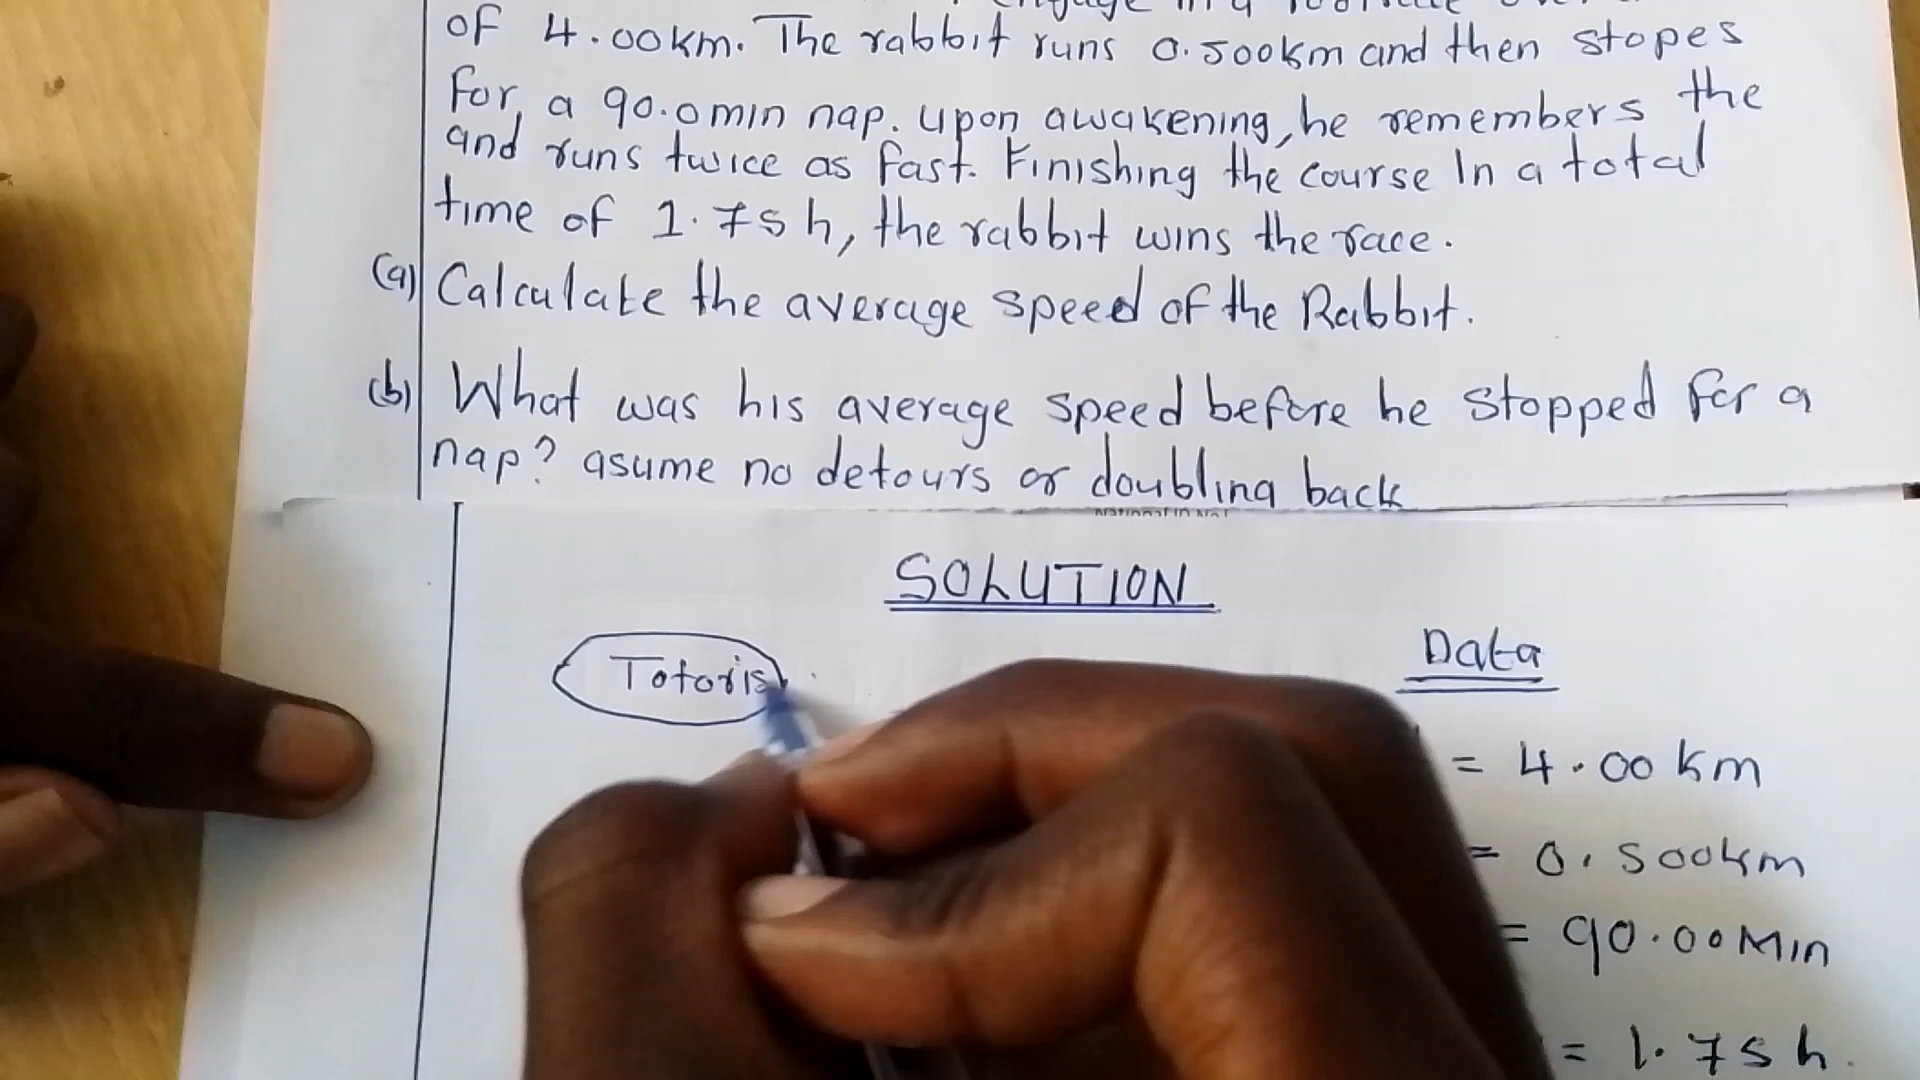 engage in a
of 4.00km. The rabbit runs 0.500km and then stopes
for a 90.0min nap. upon awakening, he remembers the
and runs twice as fast. Finishing the course In a total
time of 1.75h, the rabbit wins the race.
(a) Calculate the average speed of the Rabbit.
(b) What was his average speed before he stopped for a
nap? asume no detours or doubling back
SOLUTION
Totoris
Data
= 4.00km
= 0.500km
= 90.00Min
= 1.75h.